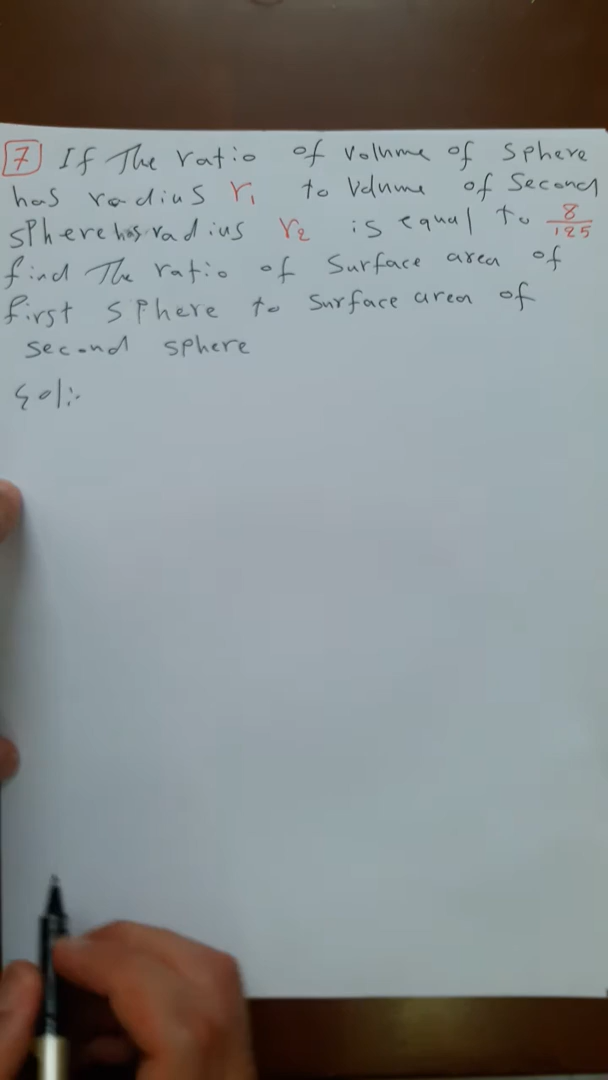 7 If The ratio of volume of sphere
has radius r₁ to Volume of Second
sphere has radius r₂ is equal to 8/125
find The ratio of Surface area of
first sphere to surface area of
second sphere
Sol:-